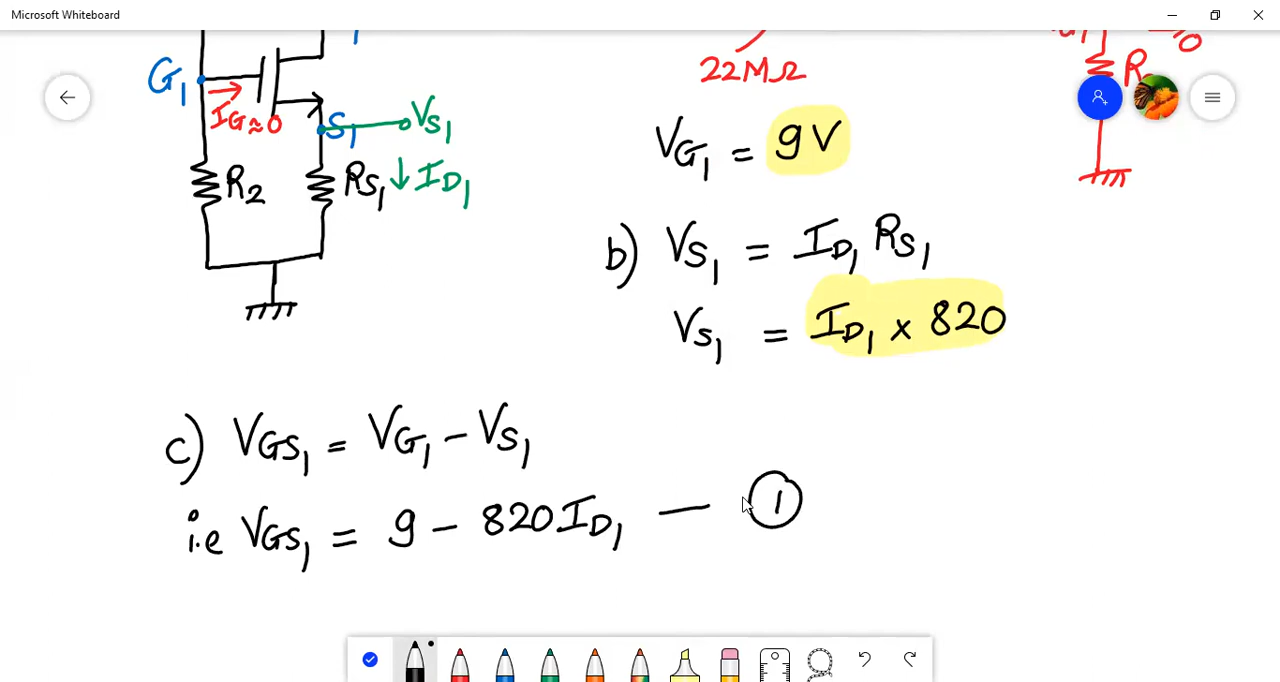 Microsoft Whiteboard
G1
IG≈0
S1
VS1
R2
RS1
ID1
22MΩ
VG1 = 9V
R
0
b) VS1 = ID1 RS1
VS1 = ID1 x 820
c) VGS1 = VG1 - VS1
i.e VGS1 = 9 - 820ID1 — 1